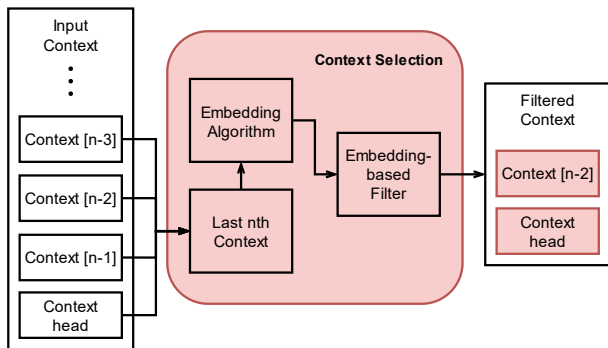 Input
Context
Context [n-3]
Context [n-2]
Context [n-1]
Context
head
Context Selection
Embedding
Algorithm
Last nth
Context
Embedding-
based
Filter
Filtered
Context
Context [n-2]
Context
head